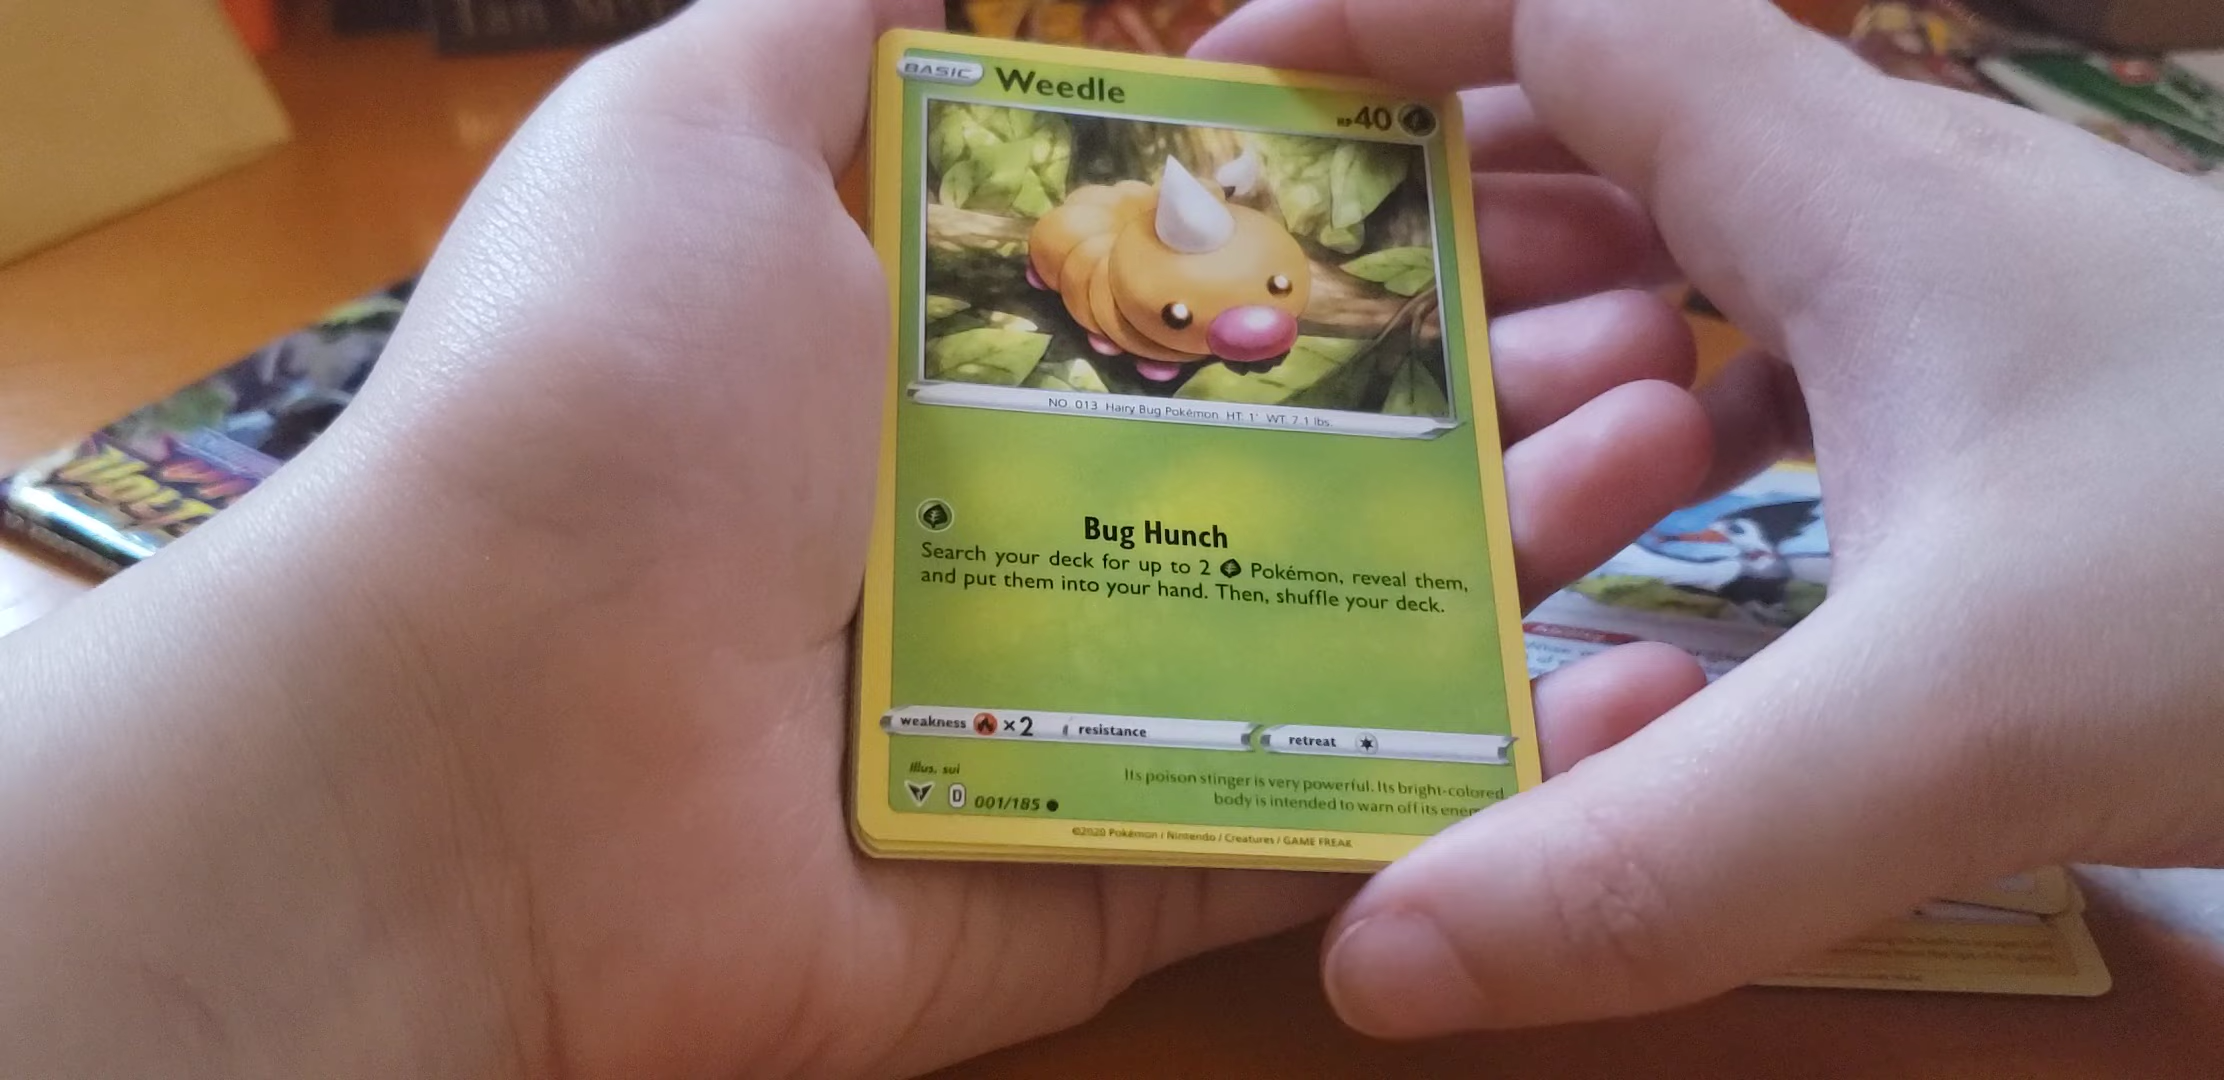 BASIC Weedle HP 40
NO. 013 Hairy Bug Pokémon HT: 1' WT: 7.1 lbs.
Bug Hunch
Search your deck for up to 2 Pokémon, reveal them,
and put them into your hand. Then, shuffle your deck.
weakness ×2 resistance retreat
Illus. sui
D 001/185
Its poison stinger is very powerful. Its bright-colored
body is intended to warn off its
©2020 Pokémon / Nintendo / Creatures / GAME FREAK